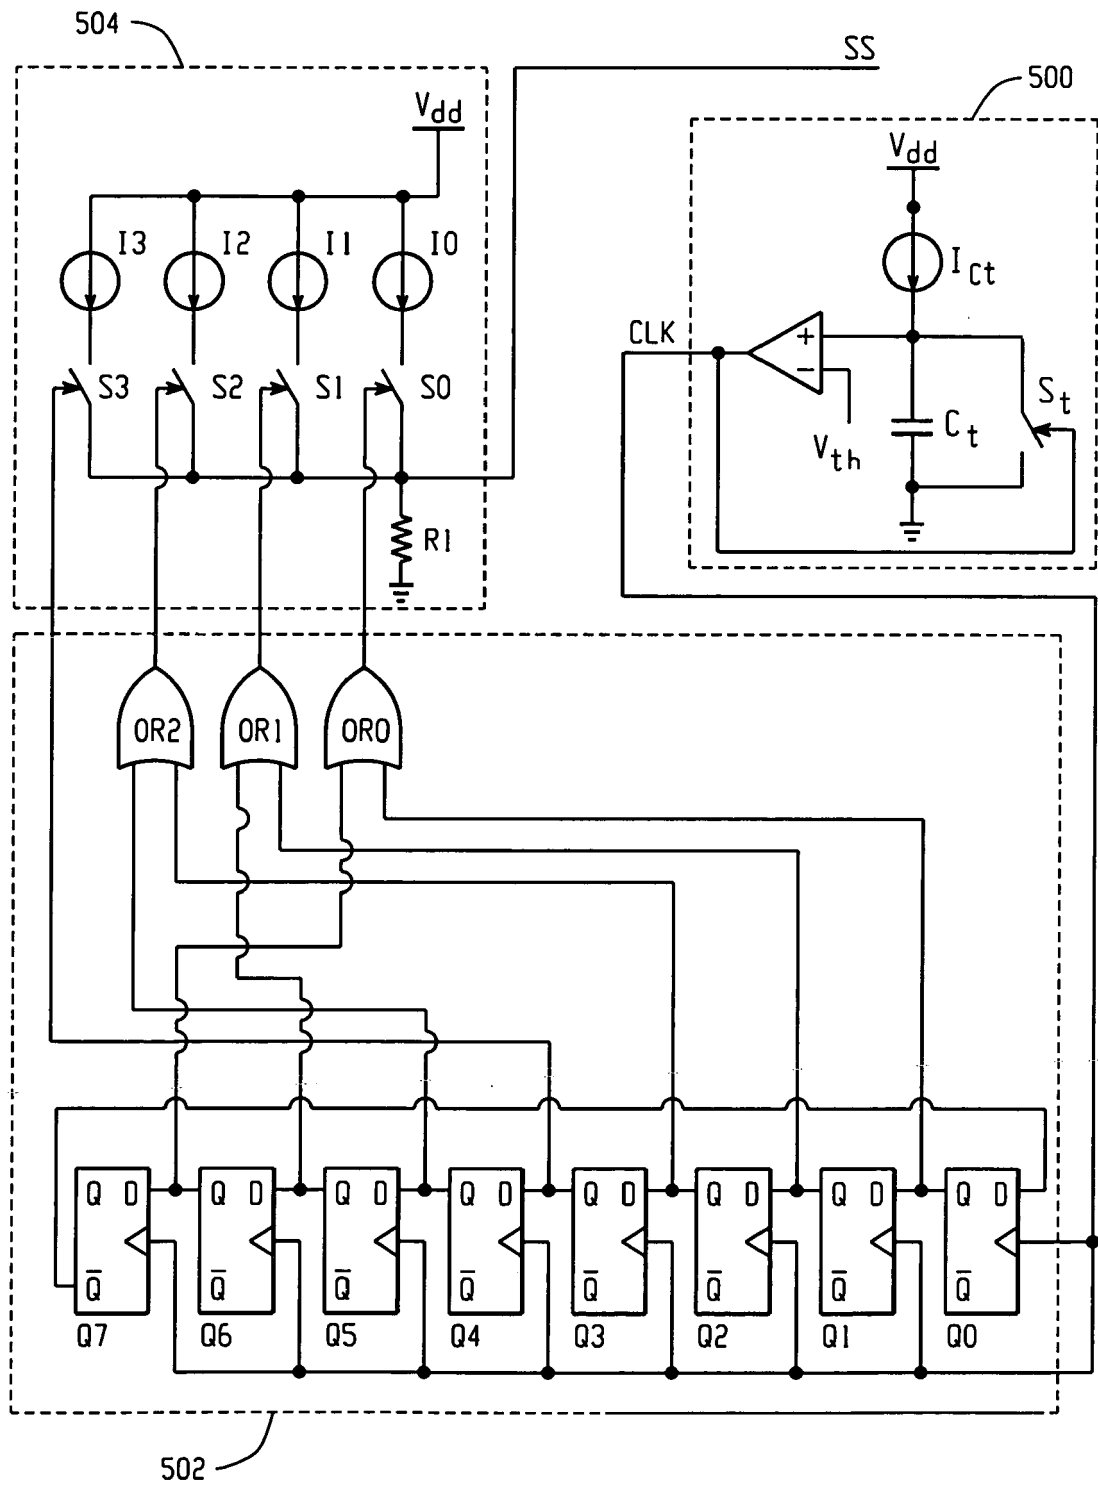 504
SS
500
Vdd
Vdd
I3 I2 I1 I0
ICt
CLK
+
−
S3 S2 S1 S0
St
Ct
Vth
R1
OR2 OR1 OR0
Q D Q D Q D Q D Q D Q D Q D Q D
Q̅ Q̅ Q̅ Q̅ Q̅ Q̅ Q̅ Q̅
Q7 Q6 Q5 Q4 Q3 Q2 Q1 Q0
502